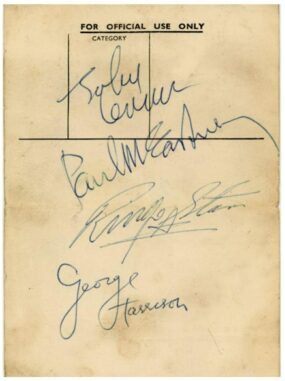 FOR OFFICIAL USE ONLY
CATEGORY
John
Lennon
Paul McCartney
Ringo Starr
George
Harrison